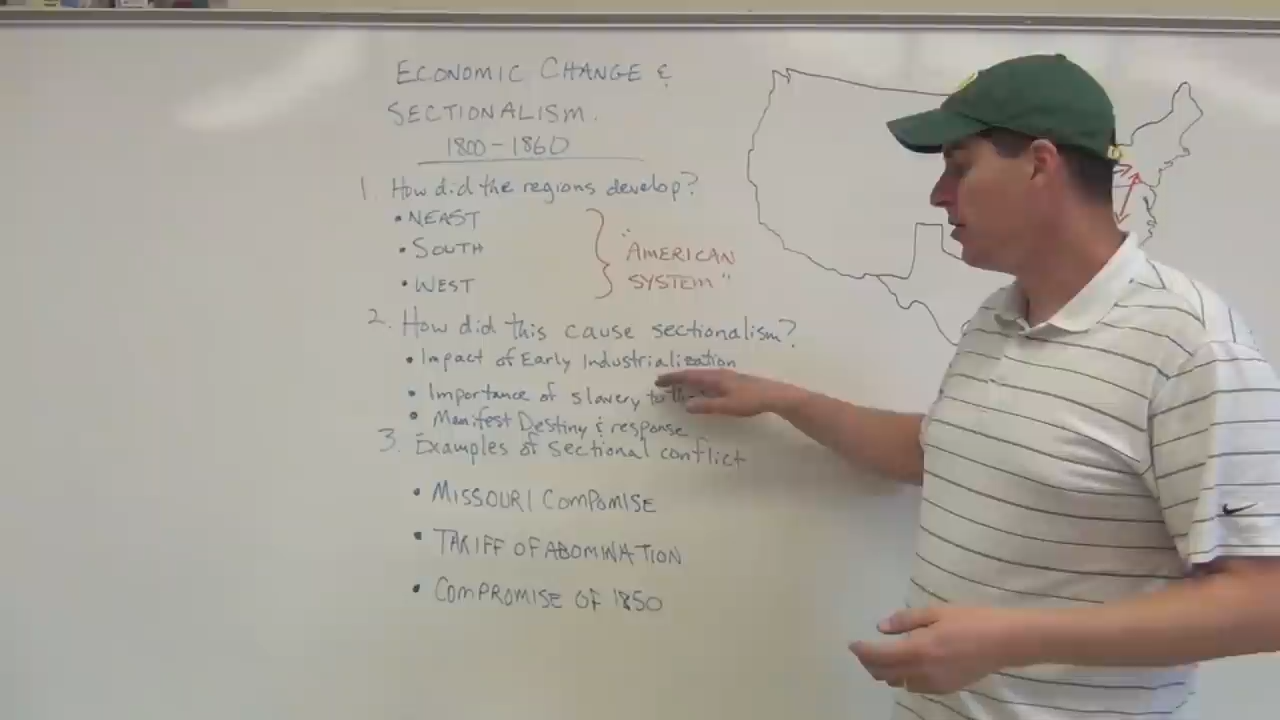 ECONOMIC CHANGE &
SECTIONALISM.
1800-1860
1. How did the regions develop?
• NEAST
• SOUTH
• WEST
"AMERICAN
SYSTEM"
2. How did this cause sectionalism?
• Impact of Early Industrialization
• Importance of slavery to
• Manifest Destiny & response
3. Examples of sectional conflict
• MISSOURI COMPOMISE
• TARIFF OF ABOMINATION
• COMPROMISE OF 1850